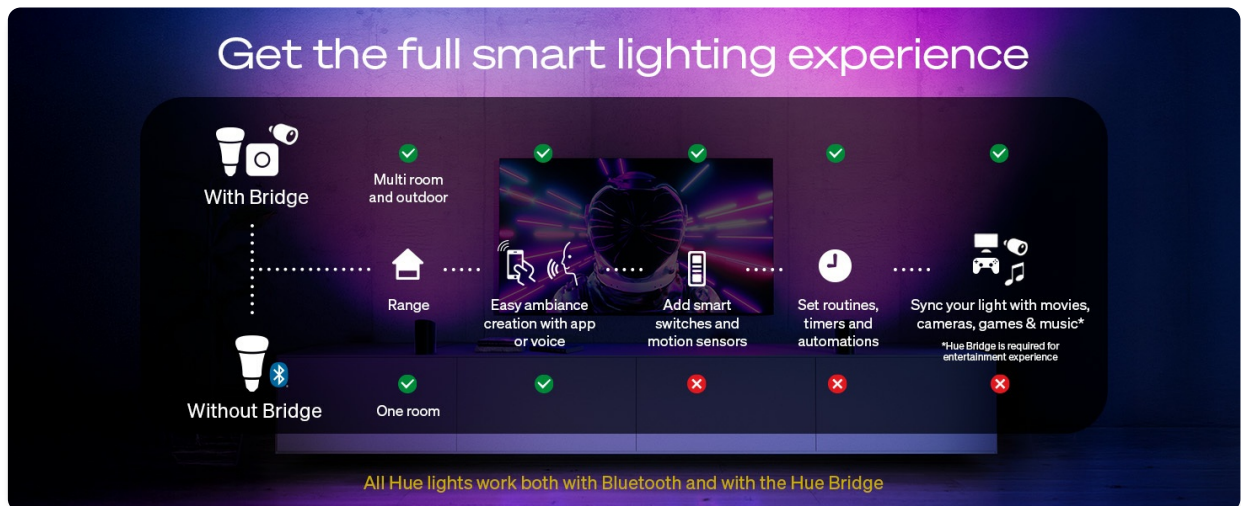 Get the full smart lighting experience
With Bridge
Multi room
and outdoor
Range
Easy ambiance
creation with app
or voice
Add smart
switches and
motion sensors
Set routines,
timers and
automations
Sync your light with movies,
cameras, games & music*
*Hue Bridge is required for
entertainment experience
Without Bridge
One room
All Hue lights work both with Bluetooth and with the Hue Bridge